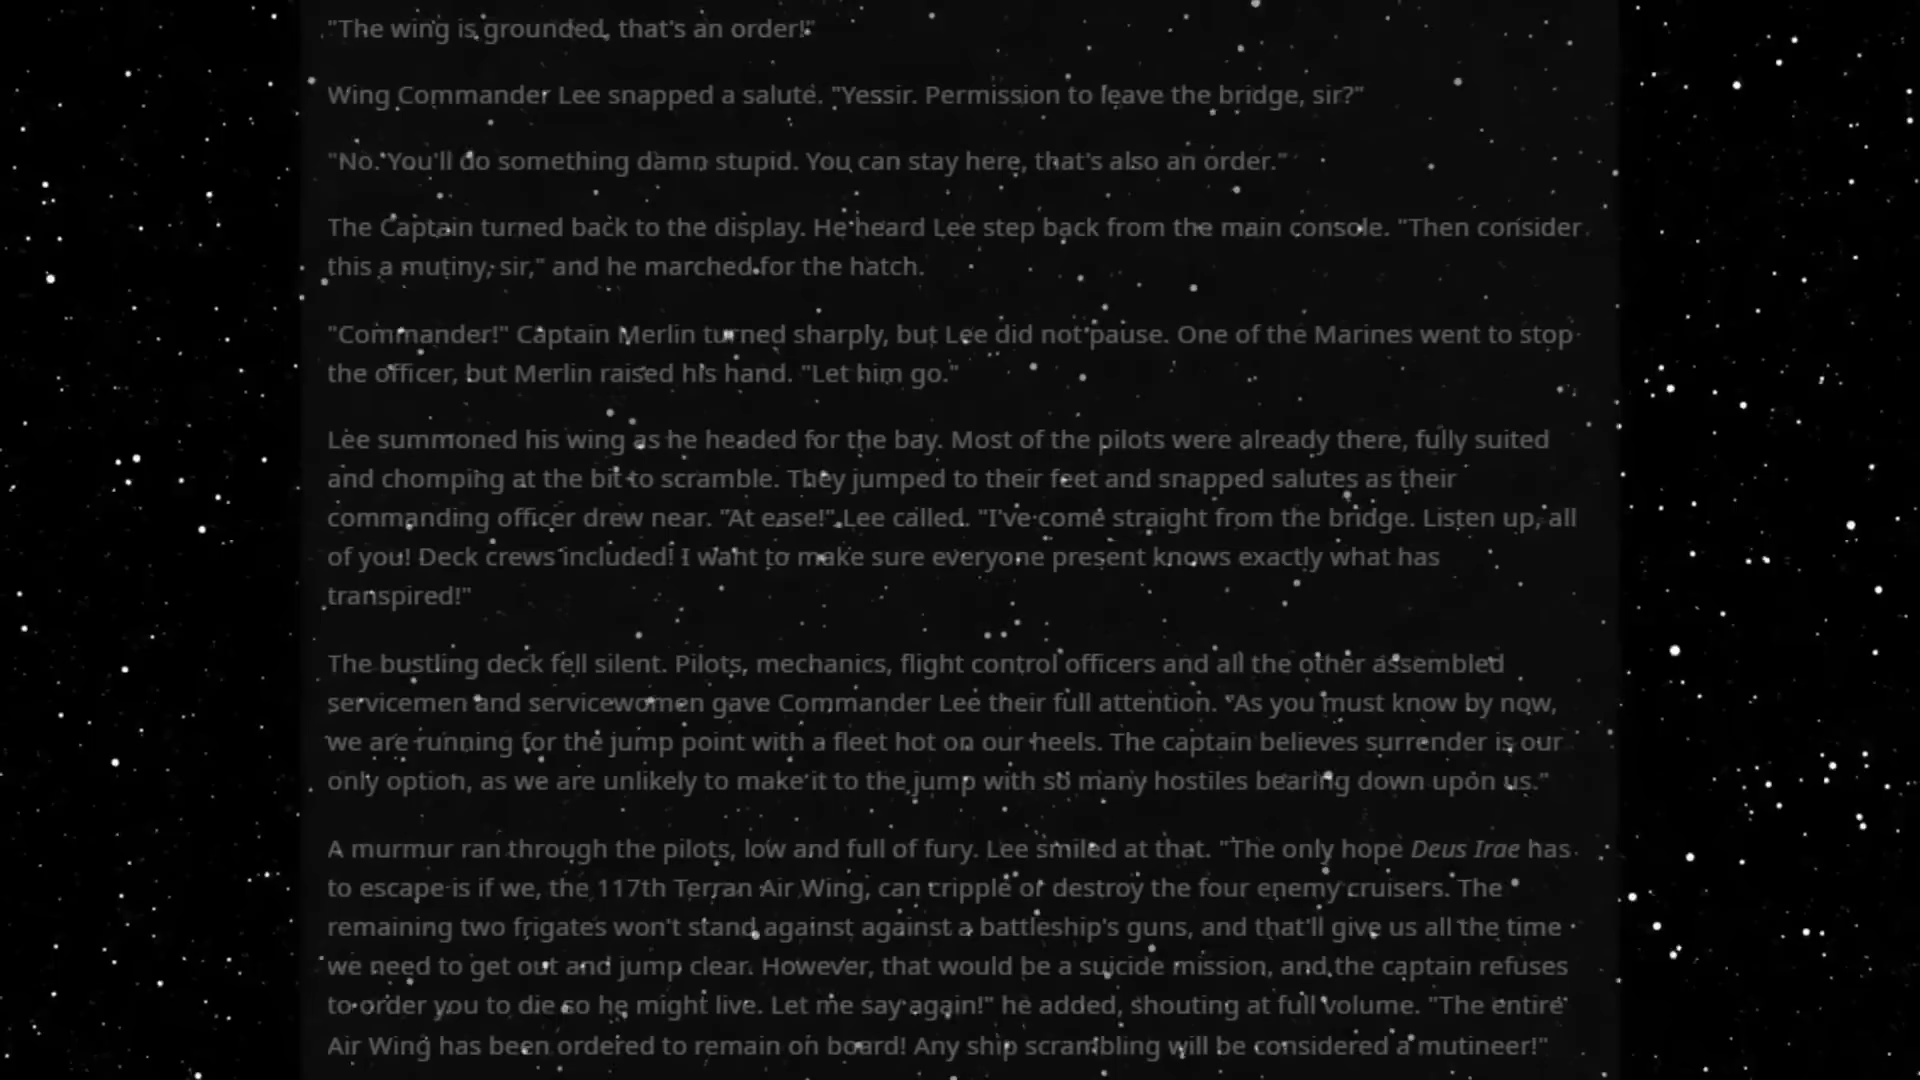 "The wing is grounded, that's an order!"
Wing Commander Lee snapped a salute. "Yessir. Permission to leave the bridge, sir?"
"No. You'll do something damn stupid. You can stay here, that's also an order."
The Captain turned back to the display. He heard Lee step back from the main console. "Then consider
this a mutiny, sir," and he marched for the hatch.
"Commander!" Captain Merlin turned sharply, but Lee did not pause. One of the Marines went to stop
the officer, but Merlin raised his hand. "Let him go."
Lee summoned his wing as he headed for the bay. Most of the pilots were already there, fully suited
and chomping at the bit to scramble. They jumped to their feet and snapped salutes as their
commanding officer drew near. "At ease!" Lee called. "I've come straight from the bridge. Listen up, all
of you! Deck crews included! I want to make sure everyone present knows exactly what has
transpired!"
The bustling deck fell silent. Pilots, mechanics, flight control officers and all the other assembled
servicemen and servicewomen gave Commander Lee their full attention. "As you must know by now,
we are running for the jump point with a fleet hot on our heels. The captain believes surrender is our
only option, as we are unlikely to make it to the jump with so many hostiles bearing down upon us."
A murmur ran through the pilots, low and full of fury. Lee smiled at that. "The only hope Deus Irae has
to escape is if we, the 117th Terran Air Wing, can cripple or destroy the four enemy cruisers. The
remaining two frigates won't stand against against a battleship's guns, and that'll give us all the time
we need to get out and jump clear. However, that would be a suicide mission, and the captain refuses
to order you to die so he might live. Let me say again!" he added, shouting at full volume. "The entire
Air Wing has been ordered to remain on board! Any ship scrambling will be considered a mutineer!"